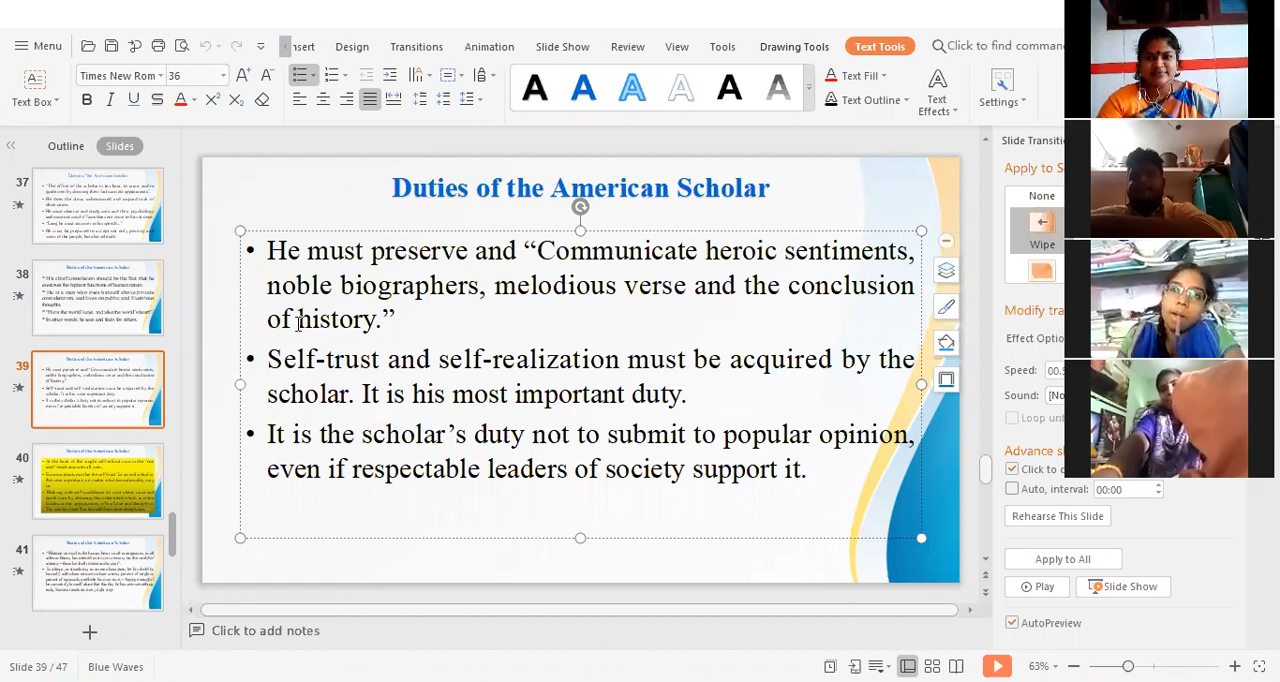 Menu
nsert
Design
Transitions
Animation
Slide Show
Review
View
Tools
Drawing Tools
Text Tools
Click to find comman
Text Box
Times New Rom
36
A+
A-
B
I
U
S
A
X²
X₂
A
A
A
A
A
A
Text Fill
Text Outline
Text
Effects
Settings
Outline
Slides
37
38
39
40
41
Duties of the American Scholar
• He must preserve and “Communicate heroic sentiments,
noble biographers, melodious verse and the conclusion
of history.”
• Self-trust and self-realization must be acquired by the
scholar. It is his most important duty.
• It is the scholar’s duty not to submit to popular opinion,
even if respectable leaders of society support it.
Slide Transiti
Apply to S
None
Wipe
Modify tra
Effect Optio
Speed:
00.
Sound:
[No
Loop unt
Advance s
Click to c
Auto, interval:
00:00
Rehearse This Slide
Apply to All
Play
Slide Show
AutoPreview
Click to add notes
Slide 39 / 47
Blue Waves
63%